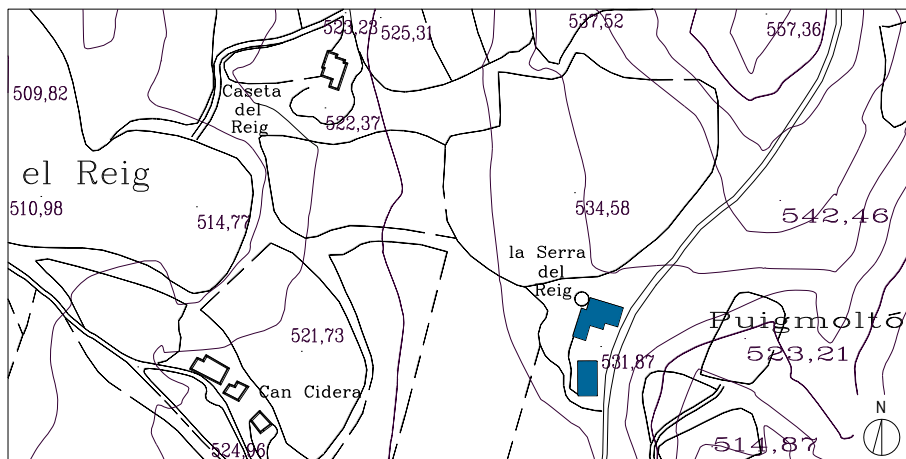 523,23
525,31
537,52
557,36
509,82
Caseta
del
Reig
522,37
el Reig
510,98
514,77
534,58
542,46
la Serra
del
Reig
521,73
531,87
Puigmoltó
523,21
Can Cidera
524,96
514,87
N